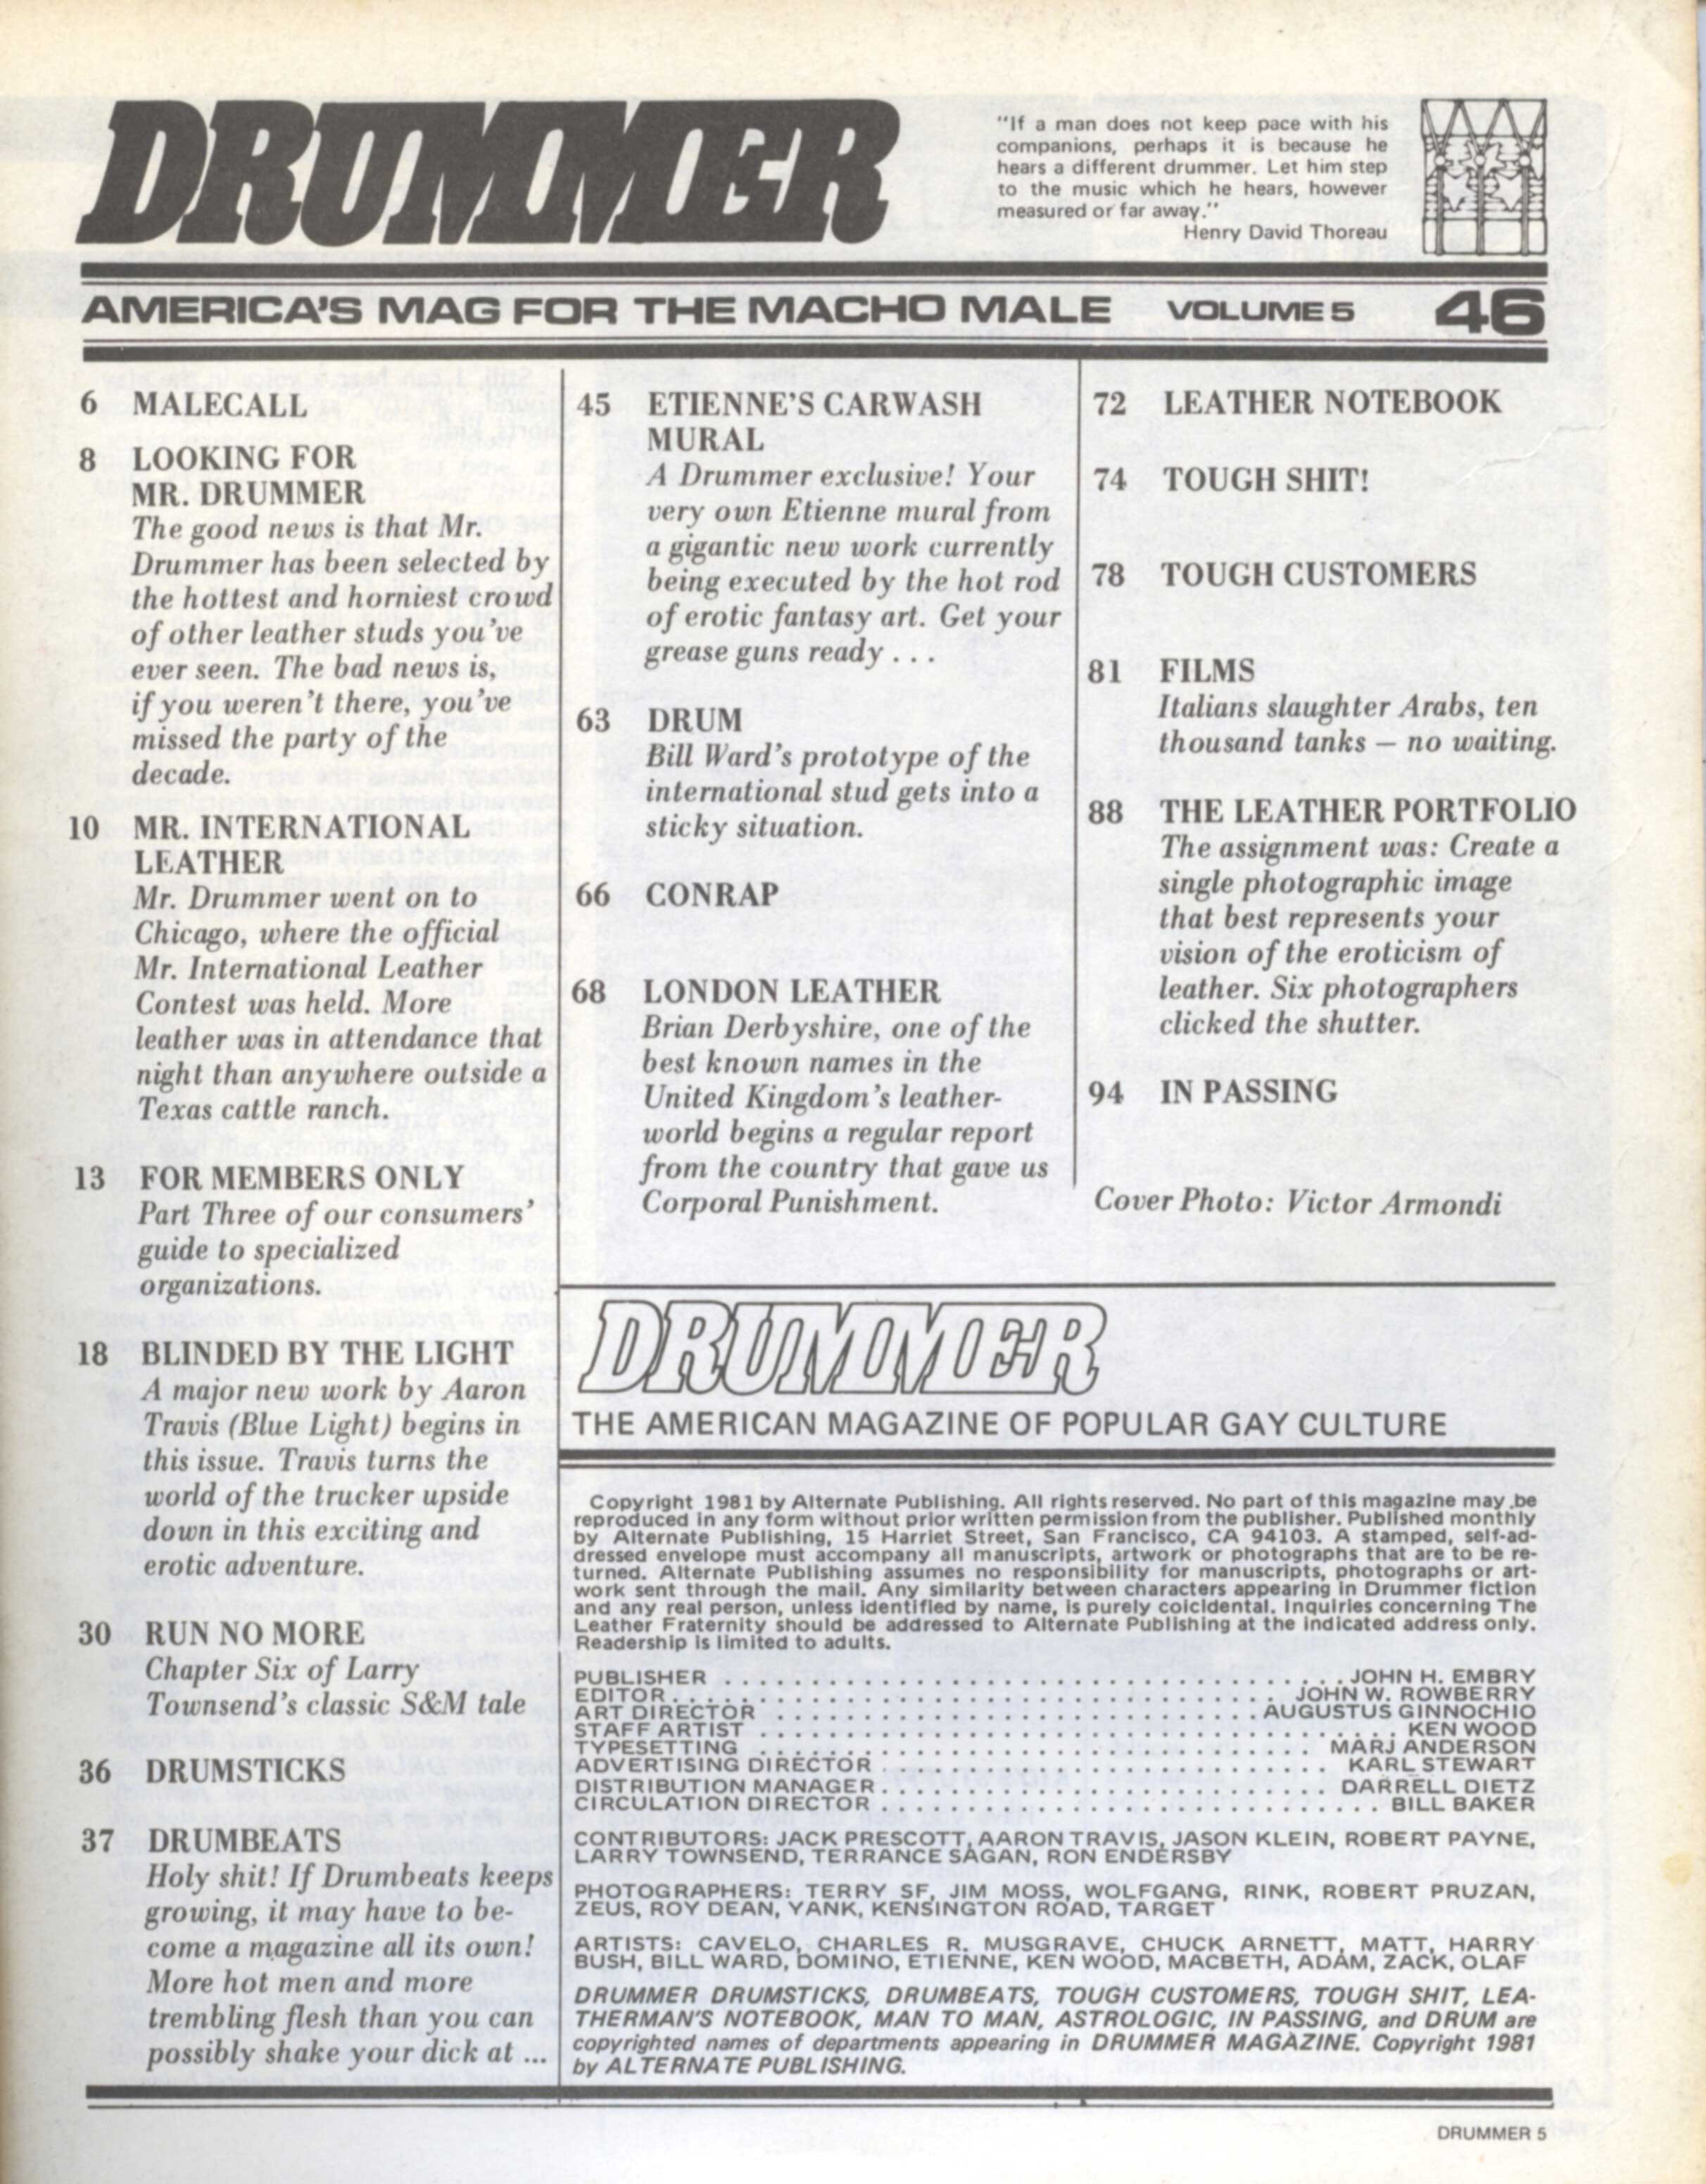 DRUMMER
"If a man does not keep pace with his
companions, perhaps it is because he
hears a different drummer. Let him step
to the music which he hears, however
measured or far away."
Henry David Thoreau
AMERICA'S MAG FOR THE MACHO MALE VOLUME 5 46
6 MALECALL
8 LOOKING FOR
MR. DRUMMER
The good news is that Mr.
Drummer has been selected by
the hottest and horniest crowd
of other leather studs you've
ever seen. The bad news is,
if you weren't there, you've
missed the party of the
decade.
10 MR. INTERNATIONAL
LEATHER
Mr. Drummer went on to
Chicago, where the official
Mr. International Leather
Contest was held. More
leather was in attendance that
night than anywhere outside a
Texas cattle ranch.
13 FOR MEMBERS ONLY
Part Three of our consumers'
guide to specialized
organizations.
18 BLINDED BY THE LIGHT
A major new work by Aaron
Travis (Blue Light) begins in
this issue. Travis turns the
world of the trucker upside
down in this exciting and
erotic adventure.
30 RUN NO MORE
Chapter Six of Larry
Townsend's classic S&M tale
36 DRUMSTICKS
37 DRUMBEATS
Holy shit! If Drumbeats keeps
growing, it may have to be-
come a magazine all its own!
More hot men and more
trembling flesh than you can
possibly shake your dick at ...
45 ETIENNE'S CARWASH
MURAL
A Drummer exclusive! Your
very own Etienne mural from
a gigantic new work currently
being executed by the hot rod
of erotic fantasy art. Get your
grease guns ready . . .
63 DRUM
Bill Ward's prototype of the
international stud gets into a
sticky situation.
66 CONRAP
68 LONDON LEATHER
Brian Derbyshire, one of the
best known names in the
United Kingdom's leather-
world begins a regular report
from the country that gave us
Corporal Punishment.
72 LEATHER NOTEBOOK
74 TOUGH SHIT!
78 TOUGH CUSTOMERS
81 FILMS
Italians slaughter Arabs, ten
thousand tanks — no waiting.
88 THE LEATHER PORTFOLIO
The assignment was: Create a
single photographic image
that best represents your
vision of the eroticism of
leather. Six photographers
clicked the shutter.
94 IN PASSING
Cover Photo: Victor Armondi
DRUMMER
THE AMERICAN MAGAZINE OF POPULAR GAY CULTURE
Copyright 1981 by Alternate Publishing. All rights reserved. No part of this magazine may be
reproduced in any form without prior written permission from the publisher. Published monthly
by Alternate Publishing, 15 Harriet Street, San Francisco, CA 94103. A stamped, self-ad-
dressed envelope must accompany all manuscripts, artwork or photographs that are to be re-
turned. Alternate Publishing assumes no responsibility for manuscripts, photographs or art-
work sent through the mail. Any similarity between characters appearing in Drummer fiction
and any real person, unless identified by name, is purely coicidental. Inquiries concerning The
Leather Fraternity should be addressed to Alternate Publishing at the indicated address only.
Readership is limited to adults.
PUBLISHER . . . . . . . . . . JOHN H. EMBRY
EDITOR . . . . . . . . . . JOHN W. ROWBERRY
ART DIRECTOR . . . . . . . . . . AUGUSTUS GINNOCHIO
STAFF ARTIST . . . . . . . . . . KEN WOOD
TYPESETTING . . . . . . . . . . MARJ ANDERSON
ADVERTISING DIRECTOR . . . . . . . . . . KARL STEWART
DISTRIBUTION MANAGER . . . . . . . . . . DARRELL DIETZ
CIRCULATION DIRECTOR . . . . . . . . . . BILL BAKER
CONTRIBUTORS: JACK PRESCOTT, AARON TRAVIS, JASON KLEIN, ROBERT PAYNE,
LARRY TOWNSEND, TERRANCE SAGAN, RON ENDERSBY
PHOTOGRAPHERS: TERRY SF, JIM MOSS, WOLFGANG, RINK, ROBERT PRUZAN,
ZEUS, ROY DEAN, YANK, KENSINGTON ROAD, TARGET
ARTISTS: CAVELO, CHARLES R. MUSGRAVE, CHUCK ARNETT, MATT, HARRY
BUSH, BILL WARD, DOMINO, ETIENNE, KEN WOOD, MACBETH, ADAM, ZACK, OLAF
DRUMMER DRUMSTICKS, DRUMBEATS, TOUGH CUSTOMERS, TOUGH SHIT, LEA-
THERMAN'S NOTEBOOK, MAN TO MAN, ASTROLOGIC, IN PASSING, and DRUM are
copyrighted names of departments appearing in DRUMMER MAGAZINE. Copyright 1981
by ALTERNATE PUBLISHING.
DRUMMER 5